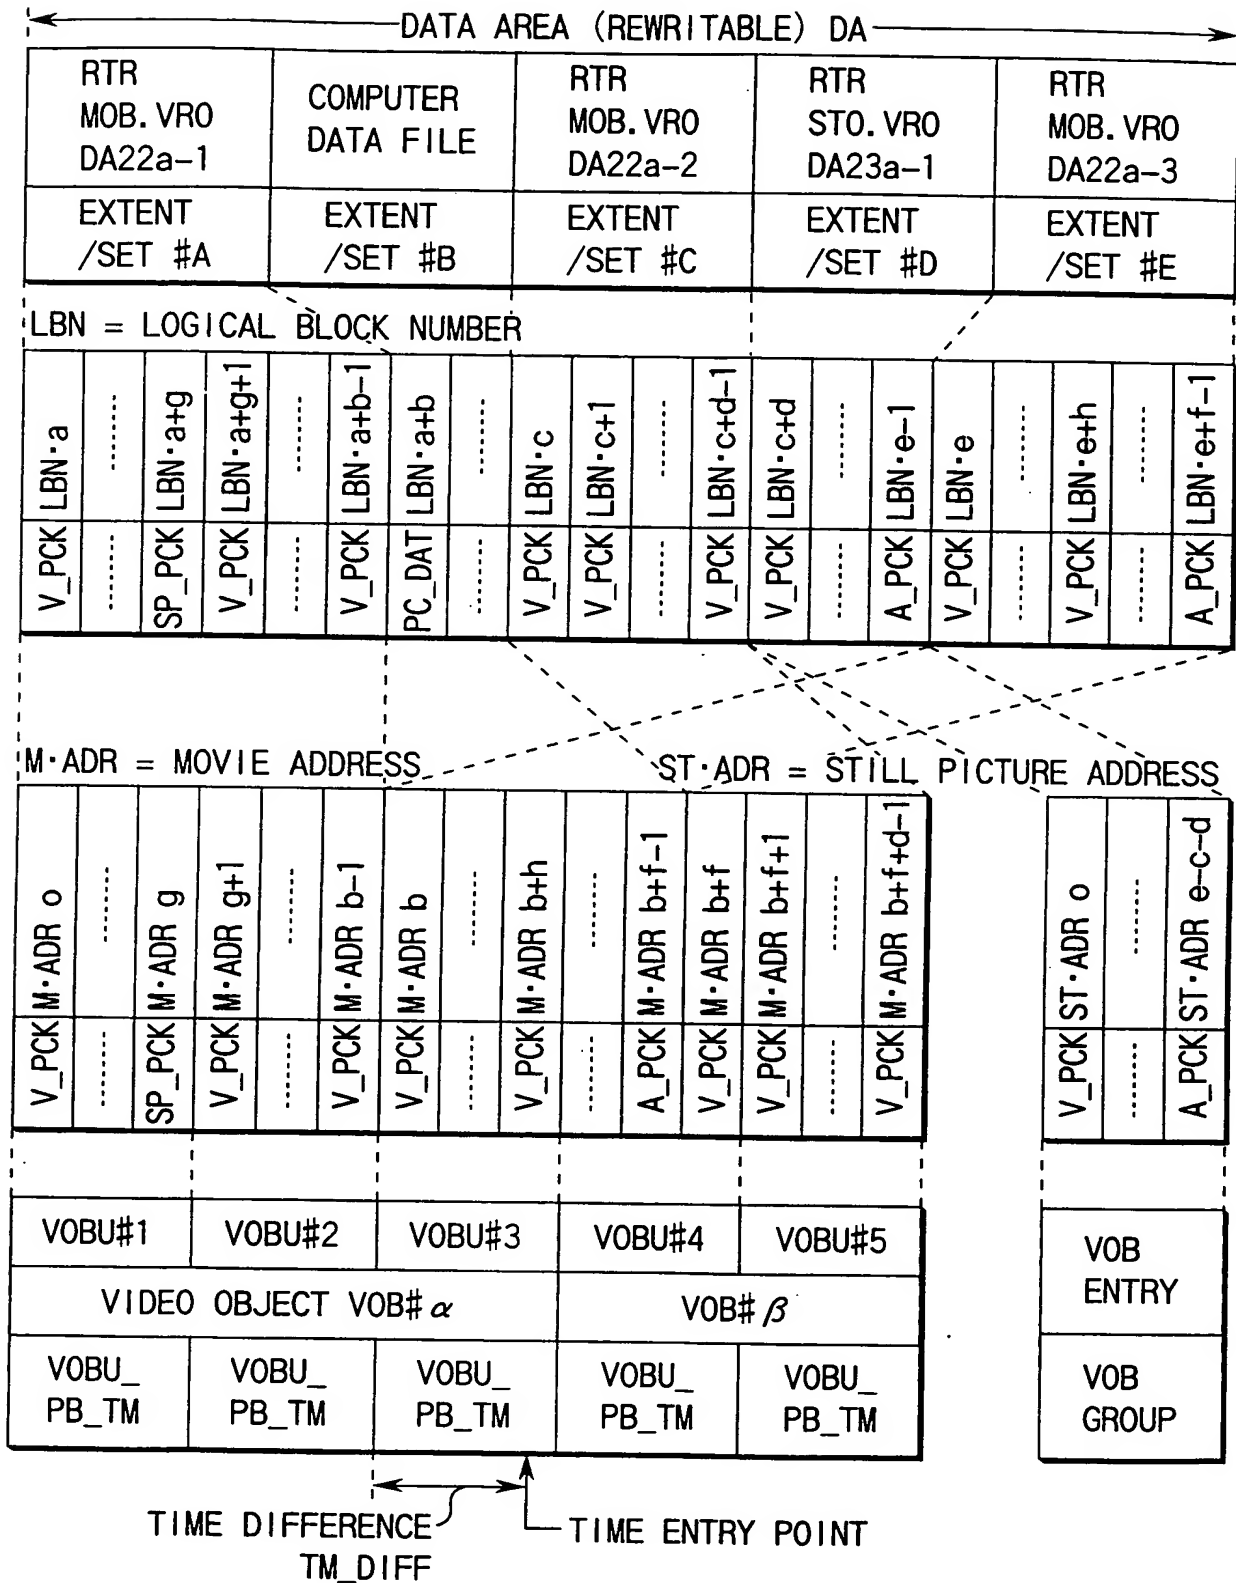 DATA AREA (REWRITABLE) DA
RTR
MOB.VRO
DA22a-1
COMPUTER
DATA FILE
RTR
MOB.VRO
DA22a-2
RTR
STO.VRO
DA23a-1
RTR
MOB.VRO
DA22a-3
EXTENT
/SET #A
EXTENT
/SET #B
EXTENT
/SET #C
EXTENT
/SET #D
EXTENT
/SET #E
LBN = LOGICAL BLOCK NUMBER
V_PCK LBN·a
SP_PCK LBN·a+g
V_PCK LBN·a+g+1
V_PCK LBN·a+b-1
PC_DAT LBN·a+b
V_PCK LBN·c
V_PCK LBN·c+1
V_PCK LBN·c+d-1
V_PCK LBN·c+d
A_PCK LBN·e-1
V_PCK LBN·e
V_PCK LBN·e+h
A_PCK LBN·e+f-1
M·ADR = MOVIE ADDRESS
ST·ADR = STILL PICTURE ADDRESS
V_PCK M·ADR o
SP_PCK M·ADR g
V_PCK M·ADR g+1
V_PCK M·ADR b-1
V_PCK M·ADR b
V_PCK M·ADR b+h
A_PCK M·ADR b+f-1
V_PCK M·ADR b+f
V_PCK M·ADR b+f+1
V_PCK M·ADR b+f+d-1
V_PCK ST·ADR o
A_PCK ST·ADR e-c-d
VOBU#1
VOBU#2
VOBU#3
VOBU#4
VOBU#5
VIDEO OBJECT VOB#α
VOB#β
VOBU_
PB_TM
VOBU_
PB_TM
VOBU_
PB_TM
VOBU_
PB_TM
VOBU_
PB_TM
VOB
ENTRY
VOB
GROUP
TIME DIFFERENCE
TM_DIFF
TIME ENTRY POINT